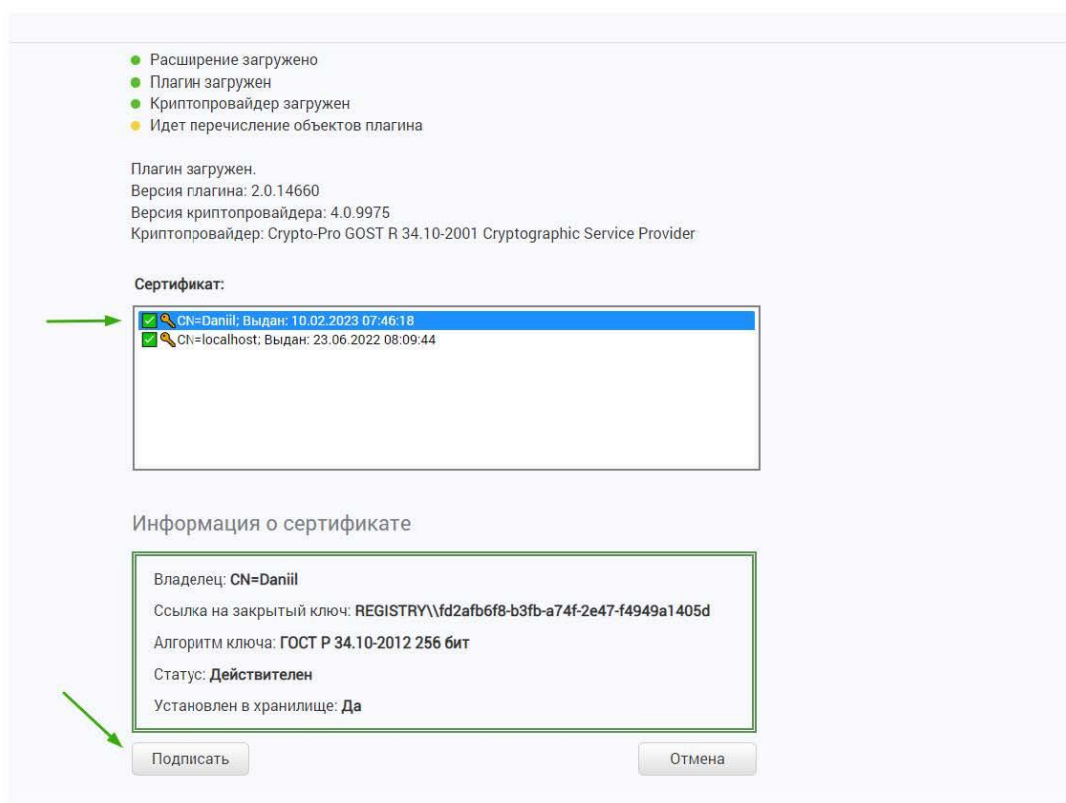 Расширение загружено
Плагин загружен
Криптопровайдер загружен
Идет перечисление объектов плагина
Плагин загружен.
Версия плагина: 2.0.14660
Версия криптопровайдера: 4.0.9975
Криптопровайдер: Crypto-Pro GOST R 34.10-2001 Cryptographic Service Provider
Сертификат:
CN=Daniil; Выдан: 10.02.2023 07:46:18
CN=localhost; Выдан: 23.06.2022 08:09:44
Информация о сертификате
Владелец: CN=Daniil
Ссылка на закрытый ключ: REGISTRY\\fd2afb6f8-b3fb-a74f-2e47-f4949a1405d
Алгоритм ключа: ГОСТ Р 34.10-2012 256 бит
Статус: Действителен
Установлен в хранилище: Да
Подписать Отмена